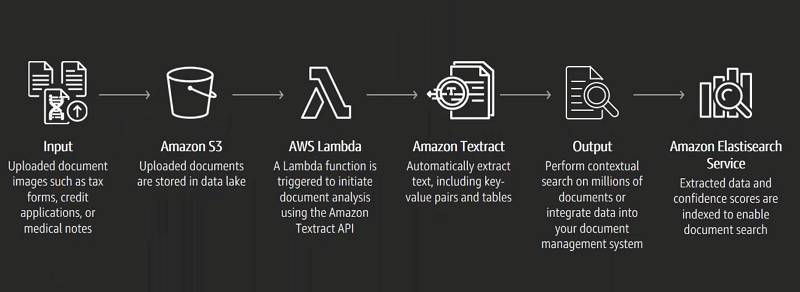 Input
Uploaded document
images such as tax
forms, credit
applications, or
medical notes
Amazon S3
Uploaded documents
are stored in data lake
AWS Lambda
A Lambda function is
triggered to initiate
document analysis
using the Amazon
Textract API
Amazon Textract
Automatically extract
text, including key-
value pairs and tables
Output
Perform contextual
search on millions of
documents or
integrate data into
your document
management system
Amazon Elastisearch
Service
Extracted data and
confidence scores are
indexed to enable
document search